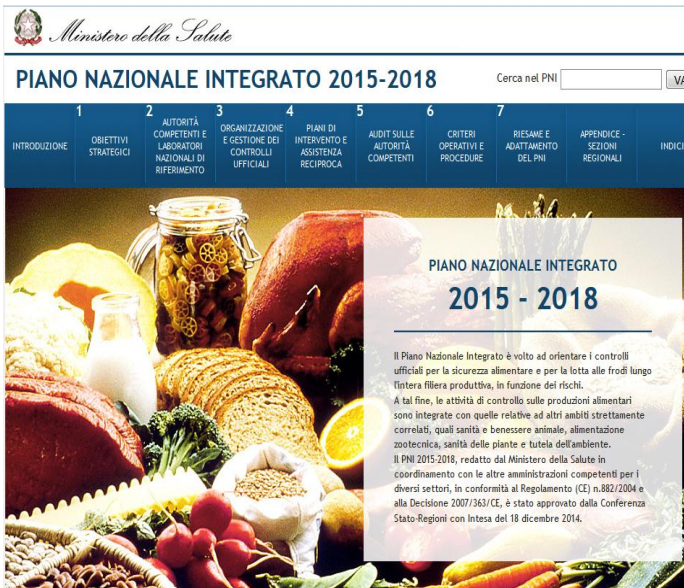 Ministero della Salute
PIANO NAZIONALE INTEGRATO 2015-2018
Cerca nel PNI
INTRODUZIONE
1
OBIETTIVI
STRATEGICI
2
AUTORITÀ
COMPETENTI E
LABORATORI
NAZIONALI DI
RIFERIMENTO
3
ORGANIZZAZIONE
E GESTIONE DEI
CONTROLLI
UFFICIALI
4
PIANI DI
INTERVENTO E
ASSISTENZA
RECIPROCA
5
AUDIT SULLE
AUTORITÀ
COMPETENTI
6
CRITERI
OPERATIVI E
PROCEDURE
7
RIESAME E
ADATTAMENTO
DEL PNI
APPENDICE -
SEZIONI
REGIONALI
INDICI
PIANO NAZIONALE INTEGRATO
2015 - 2018
Il Piano Nazionale Integrato è volto ad orientare i controlli
ufficiali per la sicurezza alimentare e per la lotta alle frodi lungo
l'intera filiera produttiva, in funzione dei rischi.
A tal fine, le attività di controllo sulle produzioni alimentari
sono integrate con quelle relative ad altri ambiti strettamente
correlati, quali sanità e benessere animale, alimentazione
zootecnica, sanità delle piante e tutela dell'ambiente.
Il PNI 2015-2018, redatto dal Ministero della Salute in
coordinamento con le altre amministrazioni competenti per i
diversi settori, in conformità al Regolamento (CE) n.882/2004 e
alla Decisione 2007/363/CE, è stato approvato dalla Conferenza
Stato-Regioni con Intesa del 18 dicembre 2014.